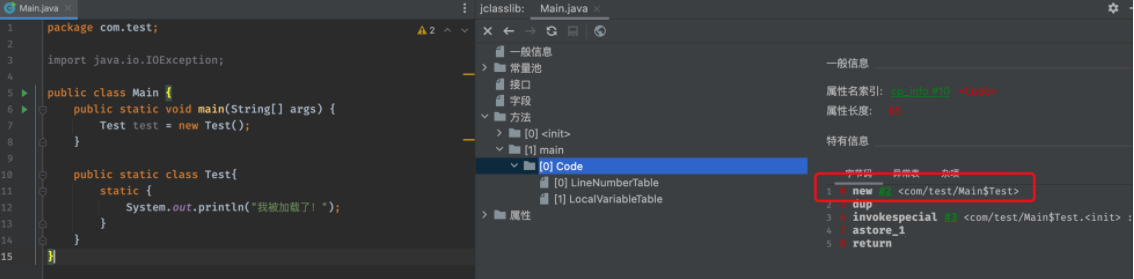 Main.java
package com.test;
2
import java.io.IOException;
public class Main {
public static void main(String[] args) {
Test test = new Test();
}
public static class Test{
static {
System.out.println("我被加载了！");
}
}
}
1
2
3
4
5
6
7
8
9
10
11
12
13
14
15
jclasslib:
Main.java
一般信息
常量池
接口
字段
方法
[0] <init>
[1] main
[0] Code
[0] LineNumberTable
[1] LocalVariableTable
属性
一般信息
属性名索引: cp_info #10 <Code>
属性长度:
特有信息
字节码 异常表 杂项
1 0 new #2 <com/test/Main$Test>
2 3 dup
3 4 invokespecial #3 <com/test/Main$Test.<init> :
4 7 astore_1
5 8 return